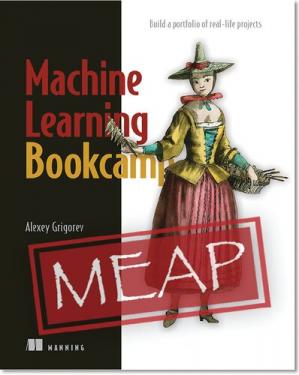 Build a portfolio of real-life projects
Machine
Learning
Bookcamp
Alexey Grigorev
MEAP
MANNING